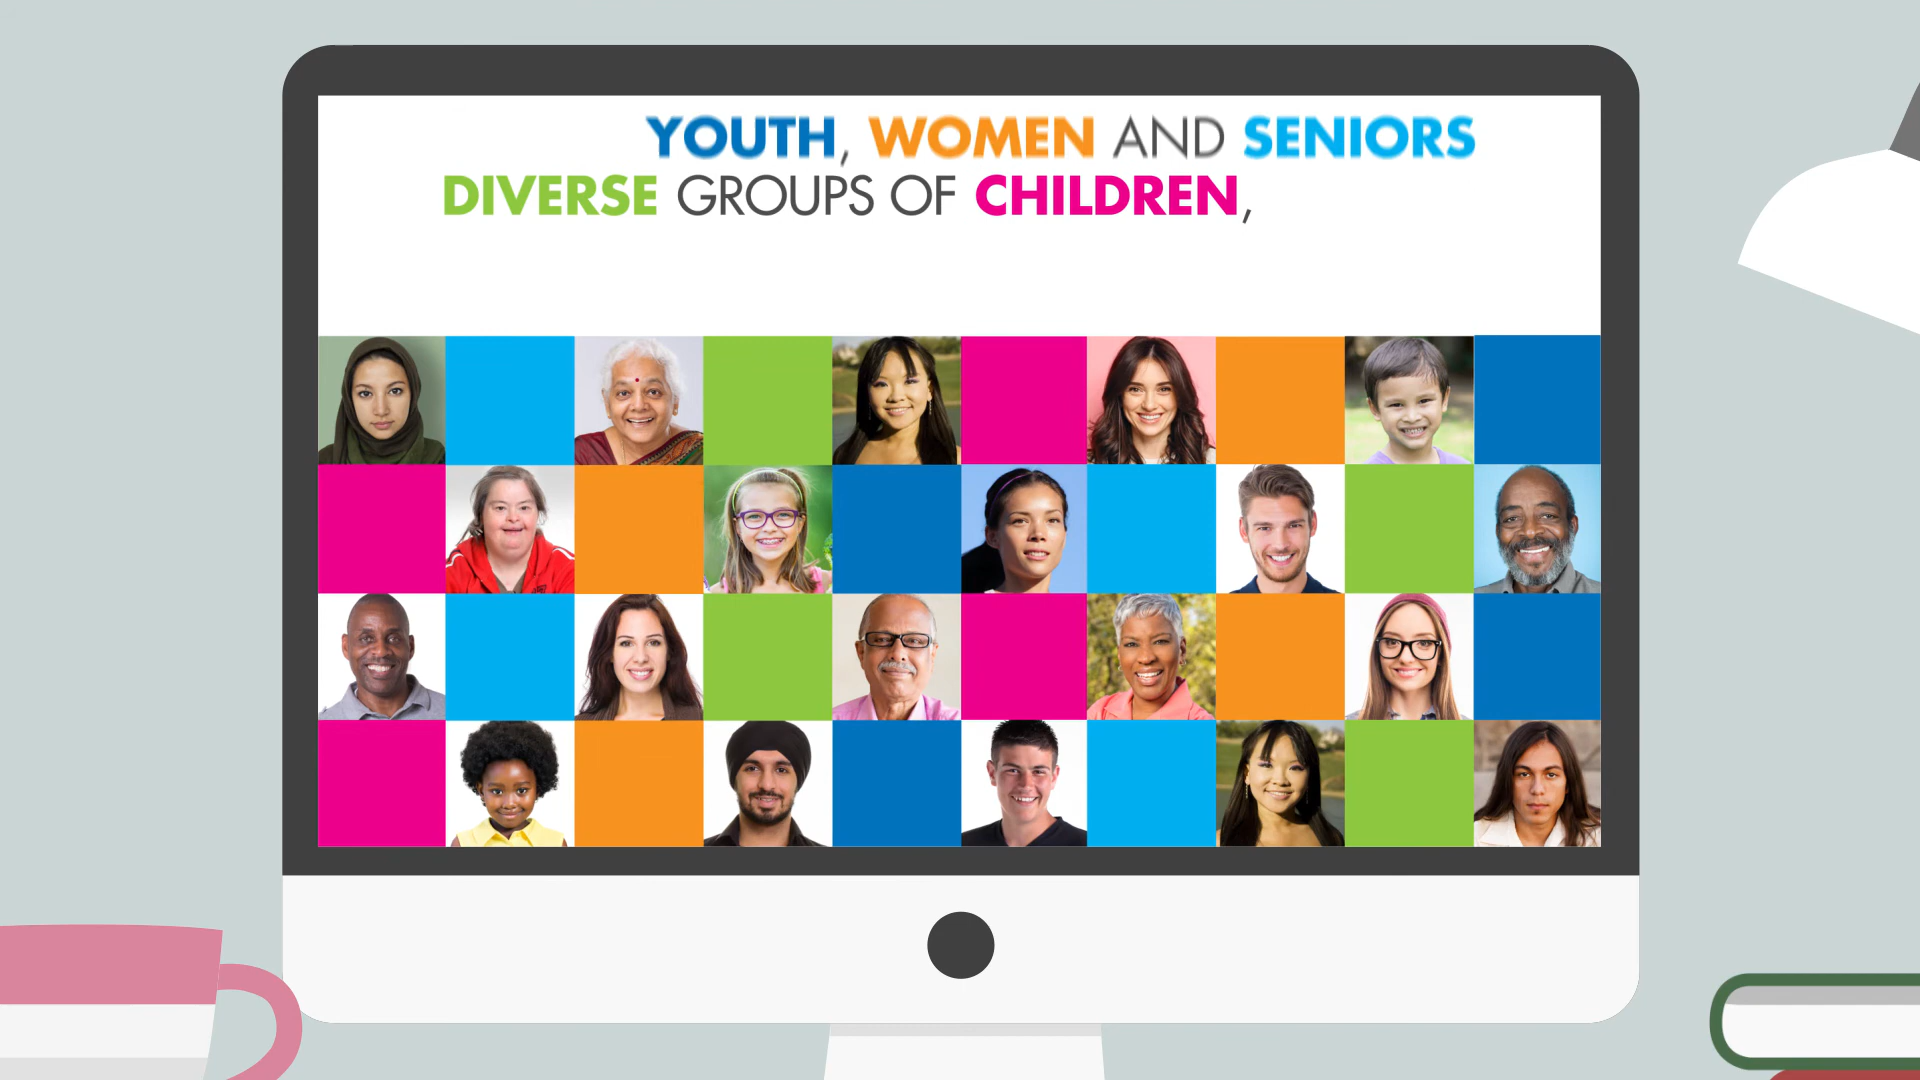 YOUTH, WOMEN AND SENIORS
DIVERSE GROUPS OF CHILDREN,